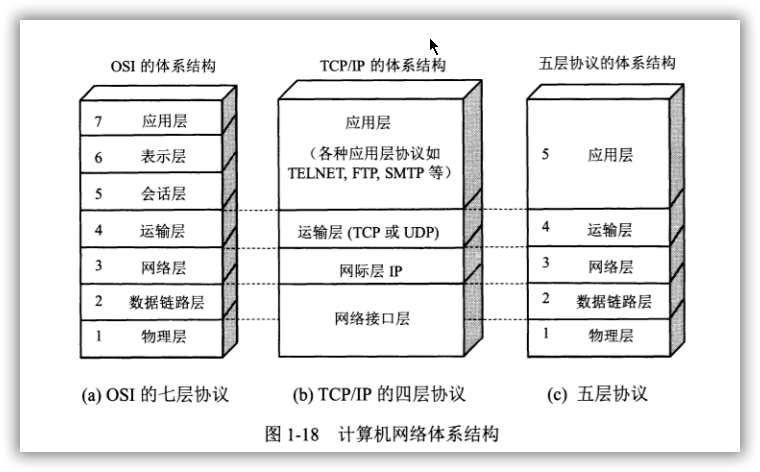 OSI 的体系结构
7 应用层
6 表示层
5 会话层
4 运输层
3 网络层
2 数据链路层
1 物理层
(a) OSI 的七层协议
TCP/IP 的体系结构
应用层
（各种应用层协议如
TELNET, FTP, SMTP 等）
运输层 (TCP 或 UDP)
网际层 IP
网络接口层
(b) TCP/IP 的四层协议
五层协议的体系结构
5 应用层
4 运输层
3 网络层
2 数据链路层
1 物理层
(c) 五层协议
图 1-18 计算机网络体系结构